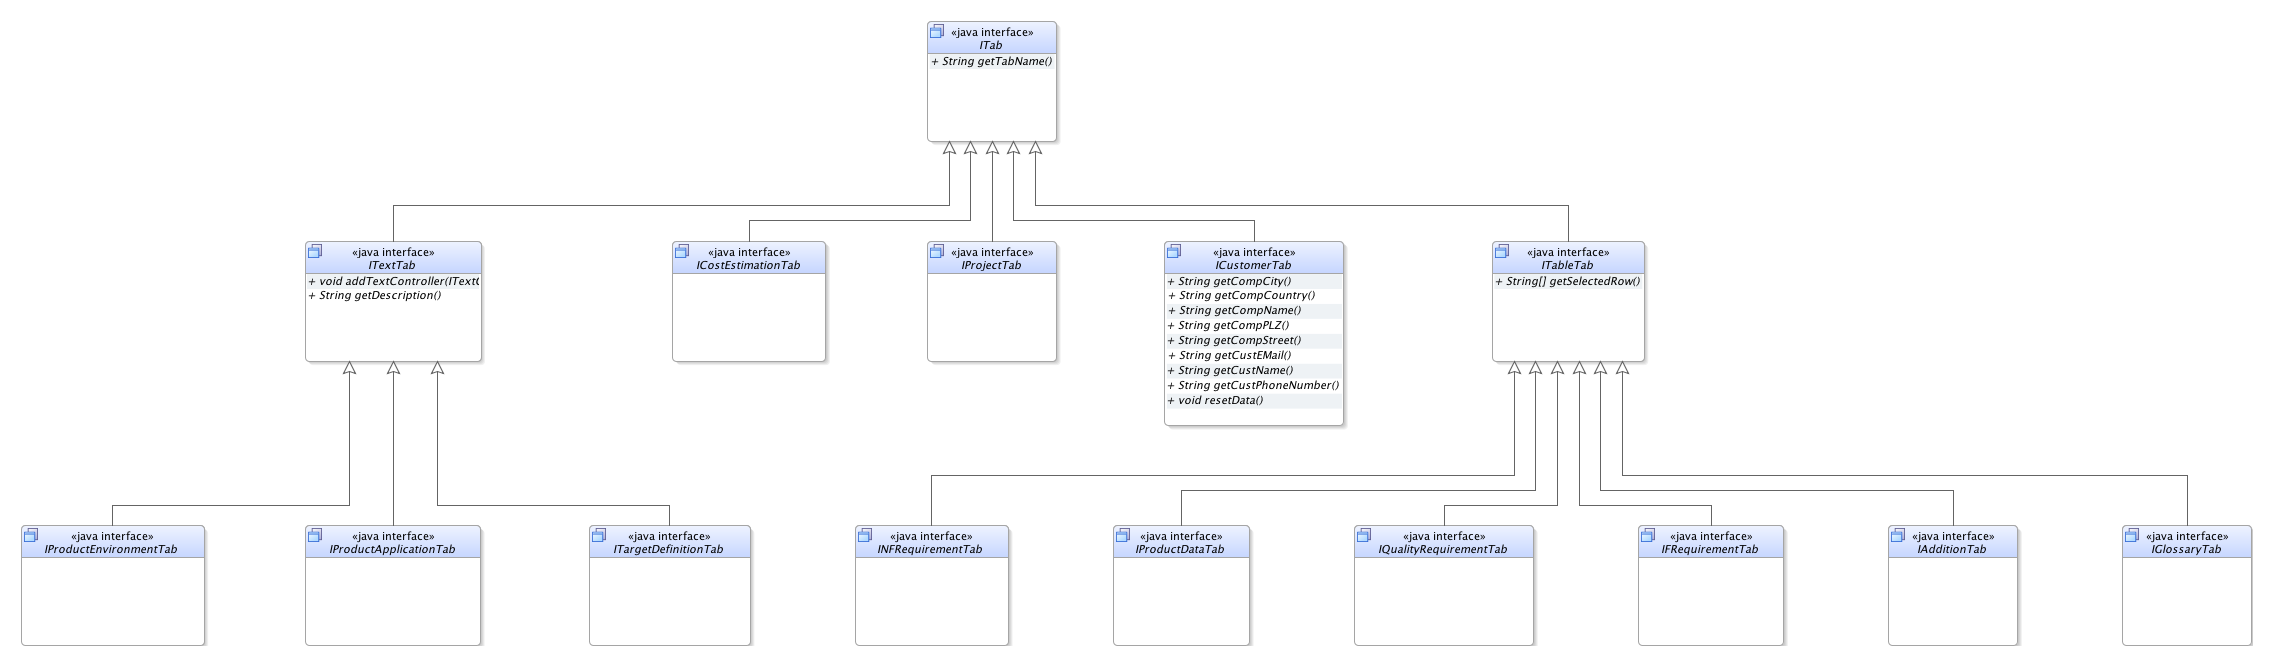 «java interface»
ITab
+ String getTabName()
«java interface»
ITextTab
+ void addTextController(IText
+ String getDescription()
«java interface»
ICostEstimationTab
«java interface»
IProjectTab
«java interface»
ICustomerTab
+ String getCompCity()
+ String getCompCountry()
+ String getCompName()
+ String getCompPLZ()
+ String getCompStreet()
+ String getCustEMail()
+ String getCustName()
+ String getCustPhoneNumber()
+ void resetData()
«java interface»
ITableTab
+ String[] getSelectedRow()
«java interface»
IProductEnvironmentTab
«java interface»
IProductApplicationTab
«java interface»
ITargetDefinitionTab
«java interface»
INFRequirementTab
«java interface»
IProductDataTab
«java interface»
IQualityRequirementTab
«java interface»
IFRequirementTab
«java interface»
IAdditionTab
«java interface»
IGlossaryTab